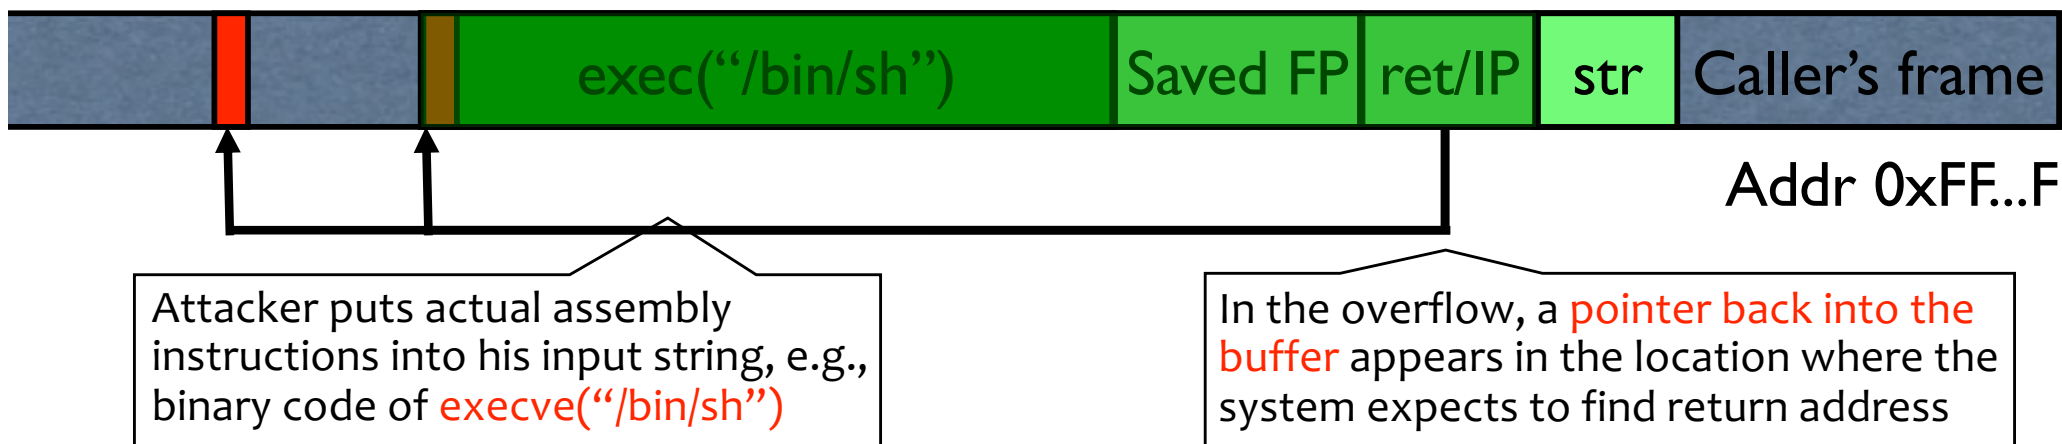 exec(“/bin/sh”) Saved FP ret/IP str Caller’s frame
Addr 0xFF...F
Attacker puts actual assembly
instructions into his input string, e.g.,
binary code of execve(“/bin/sh”)
In the overflow, a pointer back into the
buffer appears in the location where the
system expects to find return address